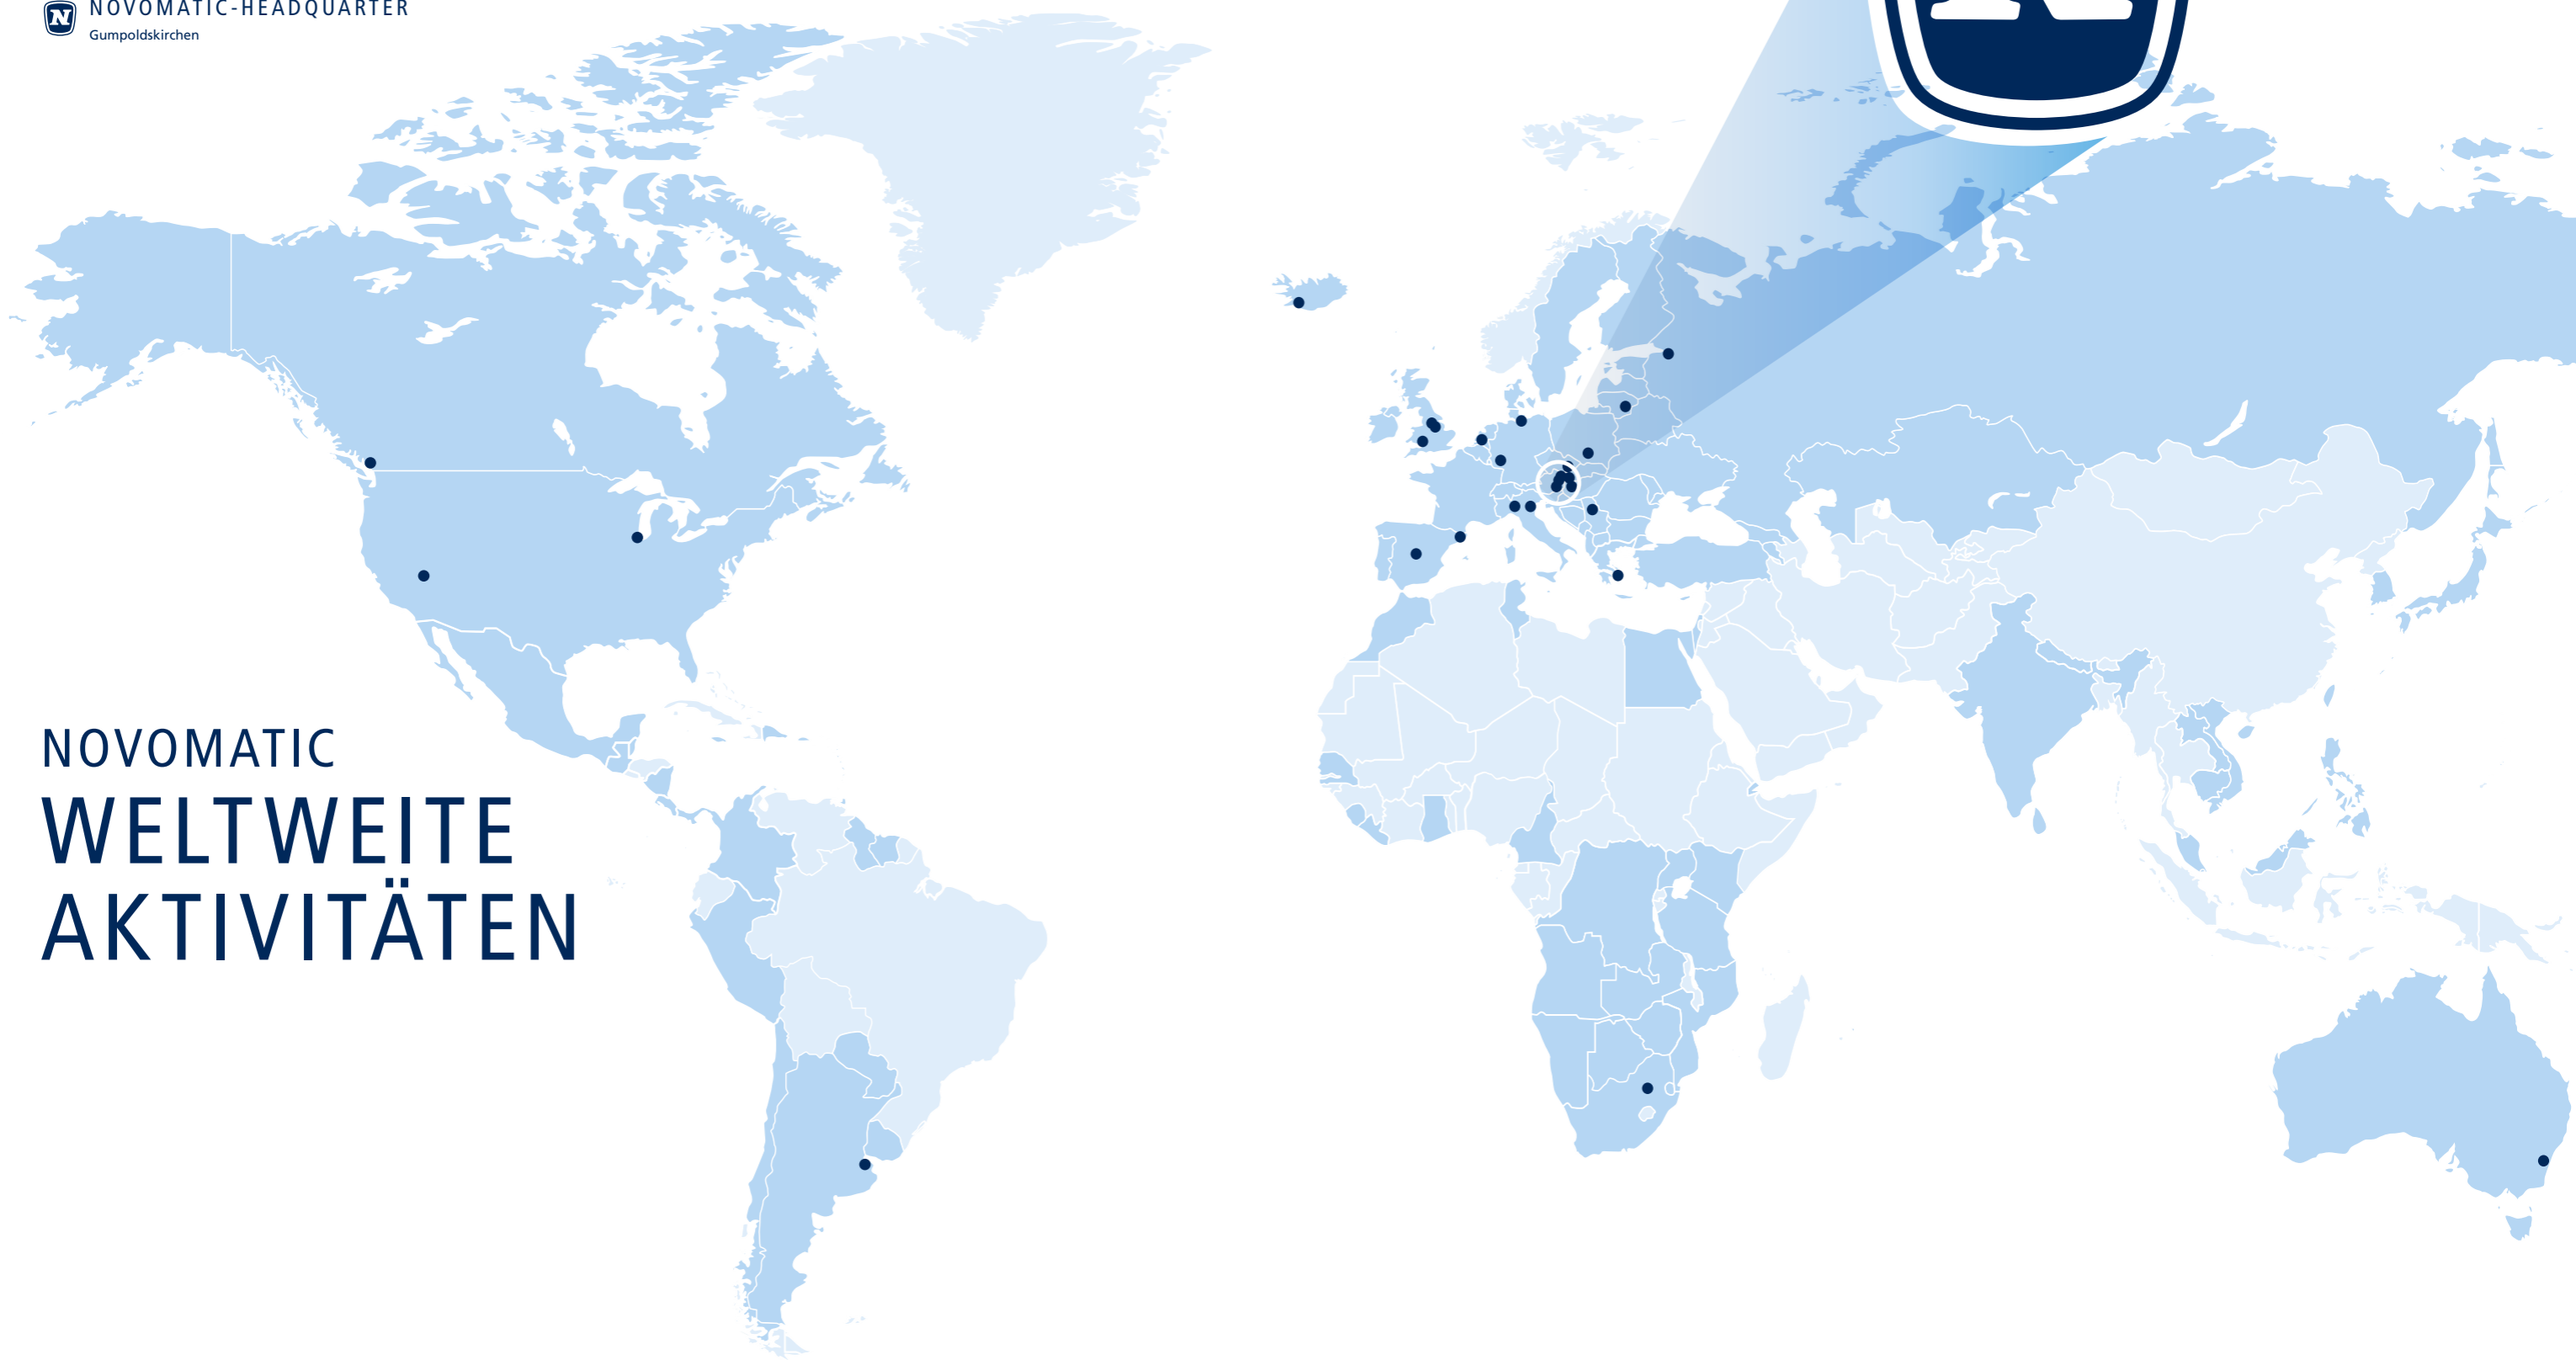 NOVOMATIC-HEADQUARTER
Gumpoldskirchen
NOVOMATIC
WELTWEITE
AKTIVITÄTEN